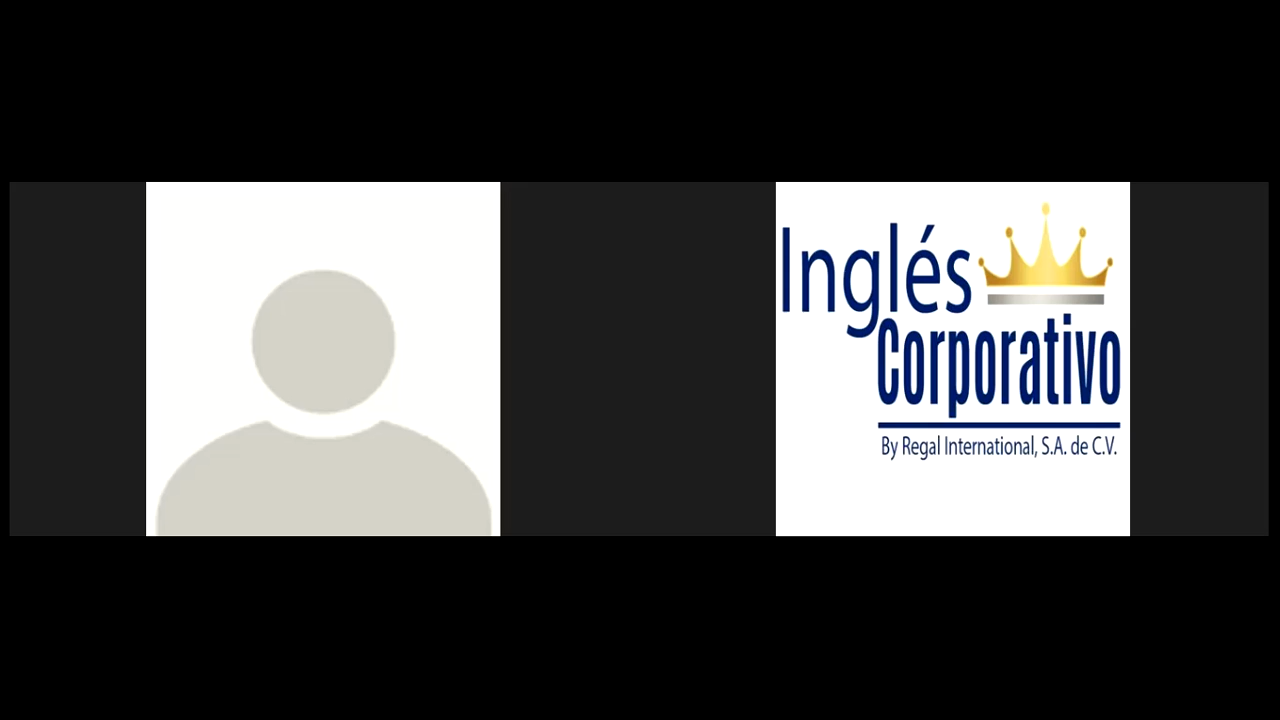 Inglés
Corporativo
By Regal International, S.A. de C.V.